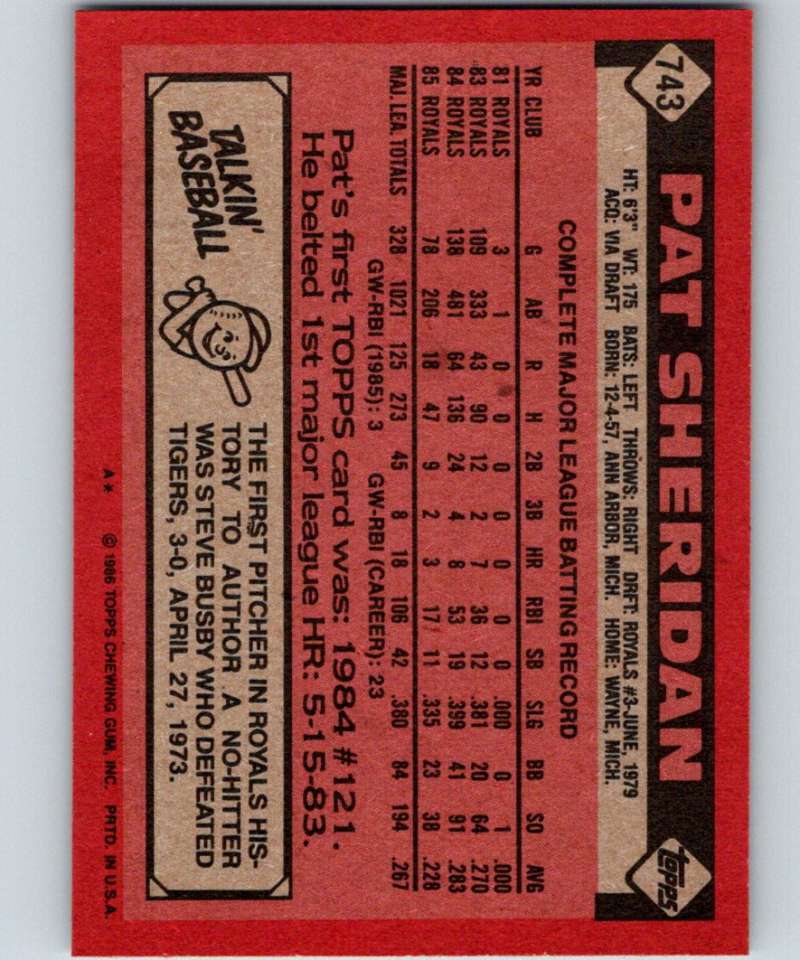 743
PAT SHERIDAN
topps
HT: 6'3" WT: 175 BATS: LEFT THROWS: RIGHT DRFT: ROYALS #3-JUNE, 1979
ACQ: VIA DRAFT BORN: 12-4-57, ANN ARBOR, MICH. HOME: WAYNE, MICH.
COMPLETE MAJOR LEAGUE BATTING RECORD
YR CLUB G AB R H 2B 3B HR RBI SB SLG BB SO AVG
81 ROYALS 3 1 0 0 0 0 0 0 0 .000 0 1 .000
83 ROYALS 109 333 43 90 12 2 7 36 12 .381 20 64 .270
84 ROYALS 138 481 64 136 24 4 8 53 19 .399 41 91 .283
85 ROYALS 78 206 18 47 9 2 3 17 11 .335 23 38 .228
MAJ. LEA. TOTALS 328 1021 125 273 45 8 18 106 42 .380 84 194 .267
GW-RBI (1985): 3 GW-RBI (CAREER): 23
Pat's first TOPPS card was: 1984 #121.
He belted 1st major league HR: 5-15-83.
TALKIN'
BASEBALL
THE FIRST PITCHER IN ROYALS HIS-
TORY TO AUTHOR A NO-HITTER
WAS STEVE BUSBY WHO DEFEATED
TIGERS, 3-0, APRIL 27, 1973.
A* © 1986 TOPPS CHEWING GUM, INC. PRTD. IN U.S.A.